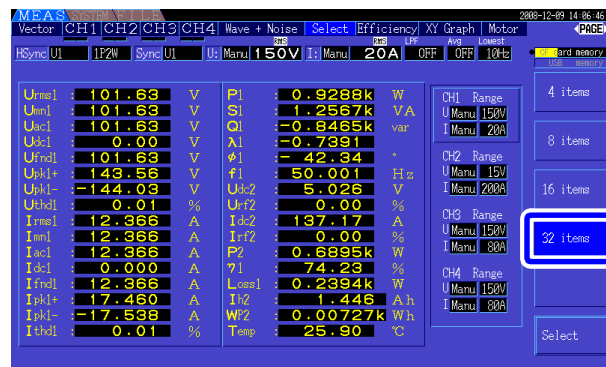 MEAS SYSTEM FILE 2008-12-09 14:06:46
Vector CH1 CH2 CH3 CH4 Wave + Noise Select Efficiency XY Graph Motor PAGE
RMS RMS LPF Avg Lowest
HSync U1 1P2W Sync U1 U: Manu 150V I: Manu 20A OFF OFF 10Hz CF Card memory
USB memory
Urms1 : 101.63 V P1 : 0.9288k W CH1 Range 4 items
Umn1 : 101.63 V S1 : 1.2567k VA U Manu 150V
Uac1 : 101.63 V Q1 :-0.8465k var I Manu 20A
Udc1 : 0.00 V λ1 :-0.7391 8 items
Ufnd1 : 101.63 V φ1 :- 42.34 ° CH2 Range
Upk1+ : 143.56 V f1 : 50.001 Hz U Manu 15V
Upk1- :-144.03 V Udc2 : 5.026 V I Manu 200A 16 items
Uthd1 : 0.01 % Urf2 : 0.00 %
Irms1 : 12.366 A Idc2 : 137.17 A CH3 Range
Imn1 : 12.366 A Irf2 : 0.00 % U Manu 150V 32 items
Iac1 : 12.366 A P2 : 0.6895k W I Manu 80A
Idc1 : 0.000 A η1 : 74.23 %
Ifnd1 : 12.366 A Loss1 : 0.2394k W CH4 Range
Ipk1+ : 17.460 A Ih2 : 1.446 Ah U Manu 150V
Ipk1- :-17.538 A WP2 : 0.00727k Wh I Manu 80A
Ithd1 : 0.01 % Temp : 25.90 ℃ Select